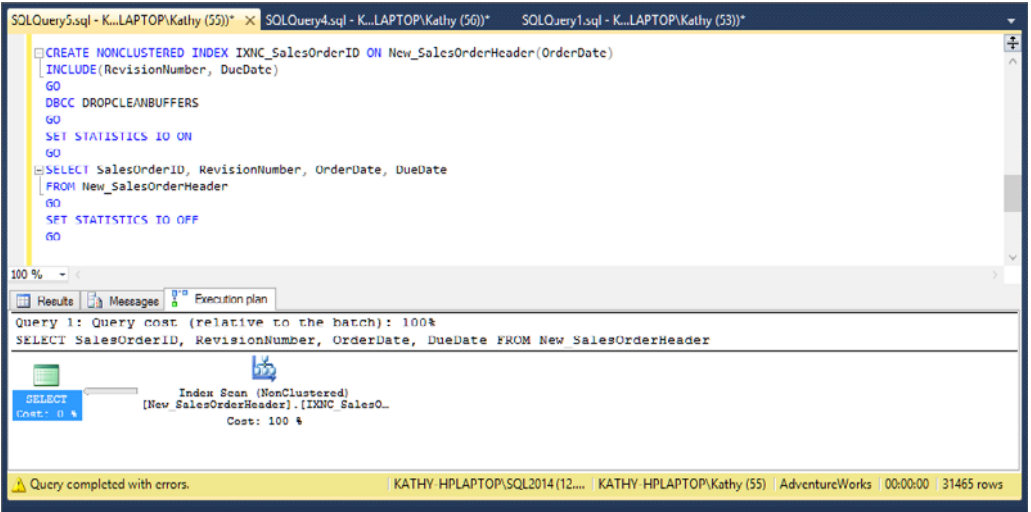 SQLQuery5.sql - K...LAPTOP\Kathy (55))* × SQLQuery4.sql - K...LAPTOP\Kathy (56))* SQLQuery1.sql - K...LAPTOP\Kathy (53))*
CREATE NONCLUSTERED INDEX IXNC_SalesOrderID ON New_SalesOrderHeader(OrderDate)
INCLUDE(RevisionNumber, DueDate)
GO
DBCC DROPCLEANBUFFERS
GO
SET STATISTICS IO ON
GO
SELECT SalesOrderID, RevisionNumber, OrderDate, DueDate
FROM New_SalesOrderHeader
GO
SET STATISTICS IO OFF
GO
100 %
Results Messages Execution plan
Query 1: Query cost (relative to the batch): 100%
SELECT SalesOrderID, RevisionNumber, OrderDate, DueDate FROM New_SalesOrderHeader
SELECT
Cost: 0 %
Index Scan (NonClustered)
[New_SalesOrderHeader].[IXNC_SalesO…
Cost: 100 %
Query completed with errors. KATHY-HPLAPTOP\SQL2014 (12.... KATHY-HPLAPTOP\Kathy (55) AdventureWorks 00:00:00 31465 rows